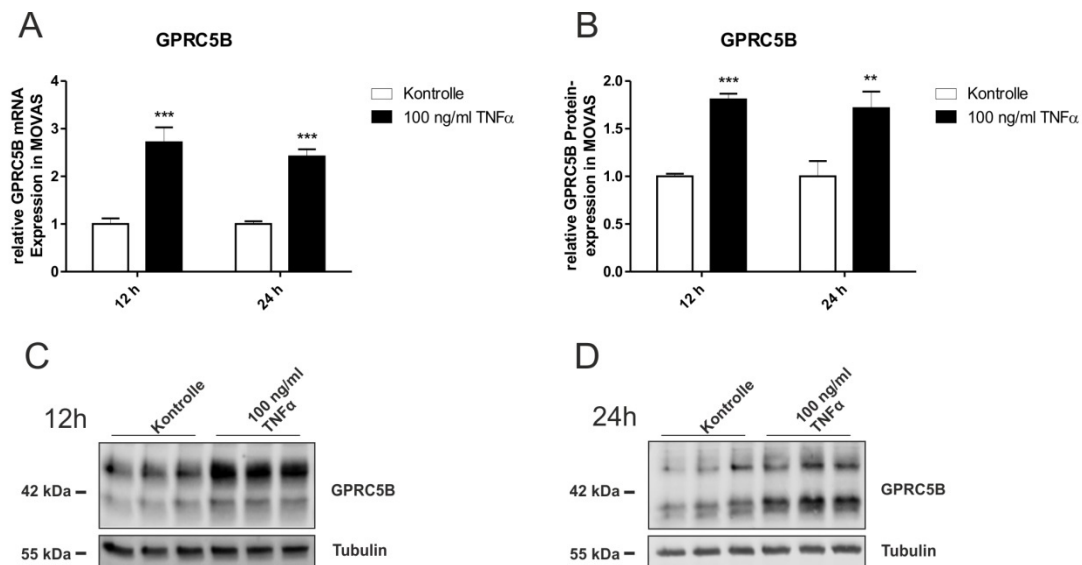 A
GPRC5B
relative GPRC5B mRNA
Expression in MOVAS
4
3
2
1
0
12 h
24 h
***
***
Kontrolle
100 ng/ml TNFα
B
GPRC5B
relative GPRC5B Protein-
expression in MOVAS
2.0
1.5
1.0
0.5
0.0
12 h
24 h
***
**
Kontrolle
100 ng/ml TNFα
C
12h
Kontrolle
100 ng/ml
TNFα
42 kDa
GPRC5B
55 kDa
Tubulin
D
24h
Kontrolle
100 ng/ml
TNFα
42 kDa
GPRC5B
55 kDa
Tubulin